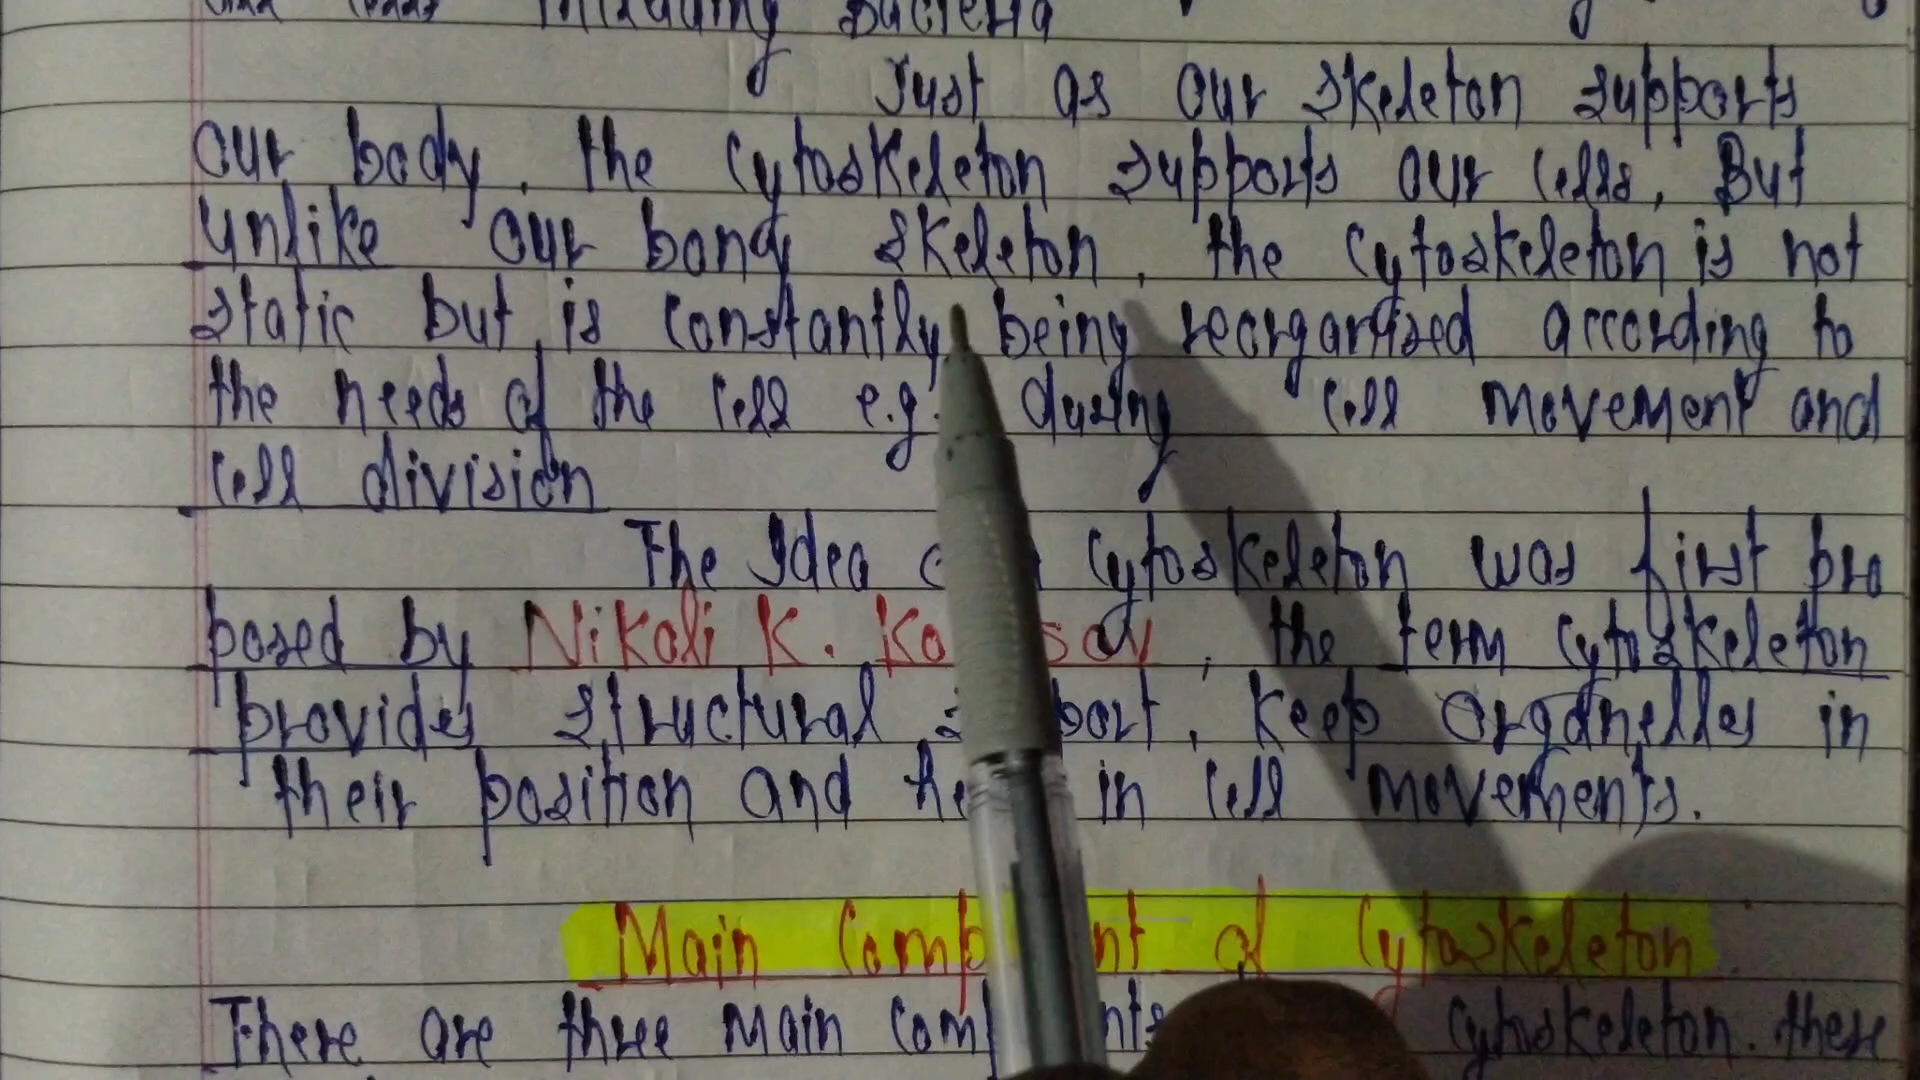 including Bacteria
Just as our skeleton supports
our body, the cytoskeleton supports our cells. But
unlike our bony skeleton, the cytoskeleton is not
static but is constantly being reorganised according to
the needs of the cell e.g. during cell movement and
cell division
The Idea cytoskeleton was first pro
posed by Nikoli K. , the term cytoskeleton
provides structural , keep organelles in
their position and in cell movements.
Main of Cytoskeleton
There are three main cytoskeleton. these